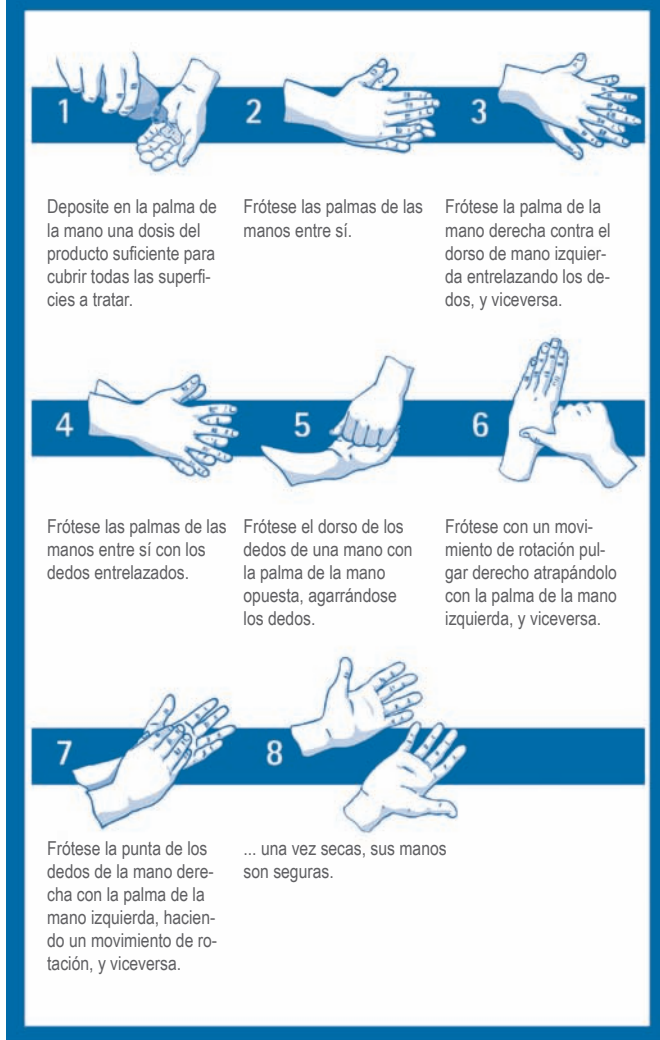 1
Deposite en la palma de
la mano una dosis del
producto suficiente para
cubrir todas las superfi-
cies a tratar.
2
Frótese las palmas de las
manos entre sí.
3
Frótese la palma de la
mano derecha contra el
dorso de mano izquier-
da entrelazando los de-
dos, y viceversa.
4
Frótese las palmas de las
manos entre sí con los
dedos entrelazados.
5
Frótese el dorso de los
dedos de una mano con
la palma de la mano
opuesta, agarrándose
los dedos.
6
Frótese con un movi-
miento de rotación pul-
gar derecho atrapándolo
con la palma de la mano
izquierda, y viceversa.
7
Frótese la punta de los
dedos de la mano dere-
cha con la palma de la
mano izquierda, hacien-
do un movimiento de ro-
tación, y viceversa.
8
... una vez secas, sus manos
son seguras.